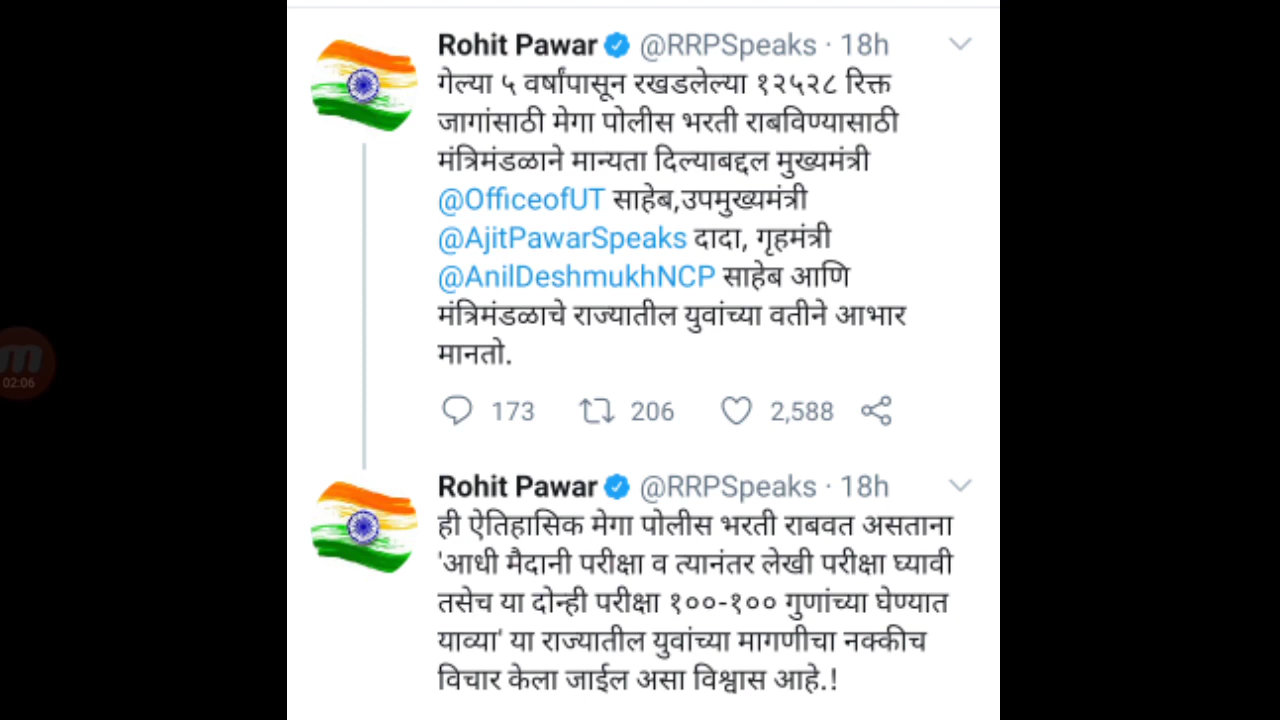 Rohit Pawar @RRPSpeaks · 18h
गेल्या ५ वर्षांपासून रखडलेल्या १२५२८ रिक्त
जागांसाठी मेगा पोलीस भरती राबविण्यासाठी
मंत्रिमंडळाने मान्यता दिल्याबद्दल मुख्यमंत्री
@OfficeofUT साहेब,उपमुख्यमंत्री
@AjitPawarSpeaks दादा, गृहमंत्री
@AnilDeshmukhNCP साहेब आणि
मंत्रिमंडळाचे राज्यातील युवांच्या वतीने आभार
मानतो.
173 206 2,588
02:06
Rohit Pawar @RRPSpeaks · 18h
ही ऐतिहासिक मेगा पोलीस भरती राबवत असताना
'आधी मैदानी परीक्षा व त्यानंतर लेखी परीक्षा घ्यावी
तसेच या दोन्ही परीक्षा १००-१०० गुणांच्या घेण्यात
याव्या' या राज्यातील युवांच्या मागणीचा नक्कीच
विचार केला जाईल असा विश्वास आहे.!